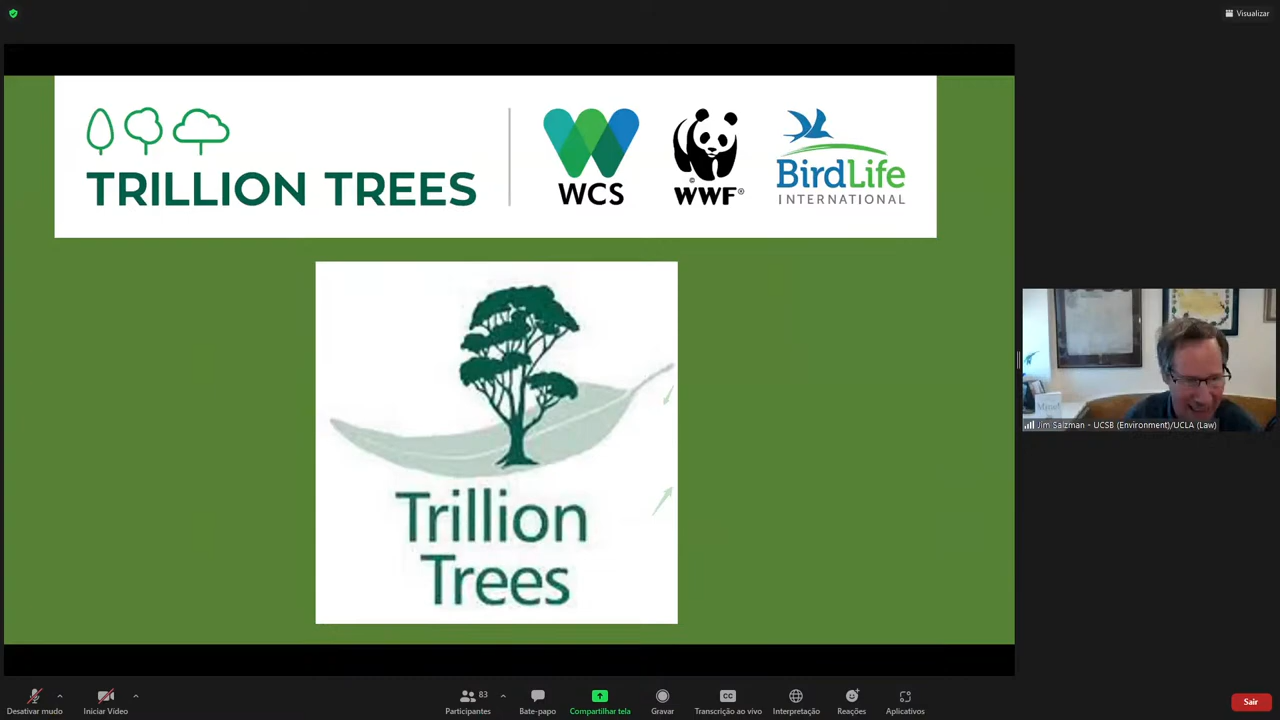 Visualizar
TRILLION TREES
WCS
© WWF®
BirdLife
INTERNATIONAL
Trillion
Trees
Jim Salzman - UCSB (Environment)/UCLA (Law)
83
Desativar mudo
Iniciar Vídeo
Participantes
Bate-papo
Compartilhar tela
CC
Gravar
Transcrição ao vivo
Interpretação
Reações
Aplicativos
Sair